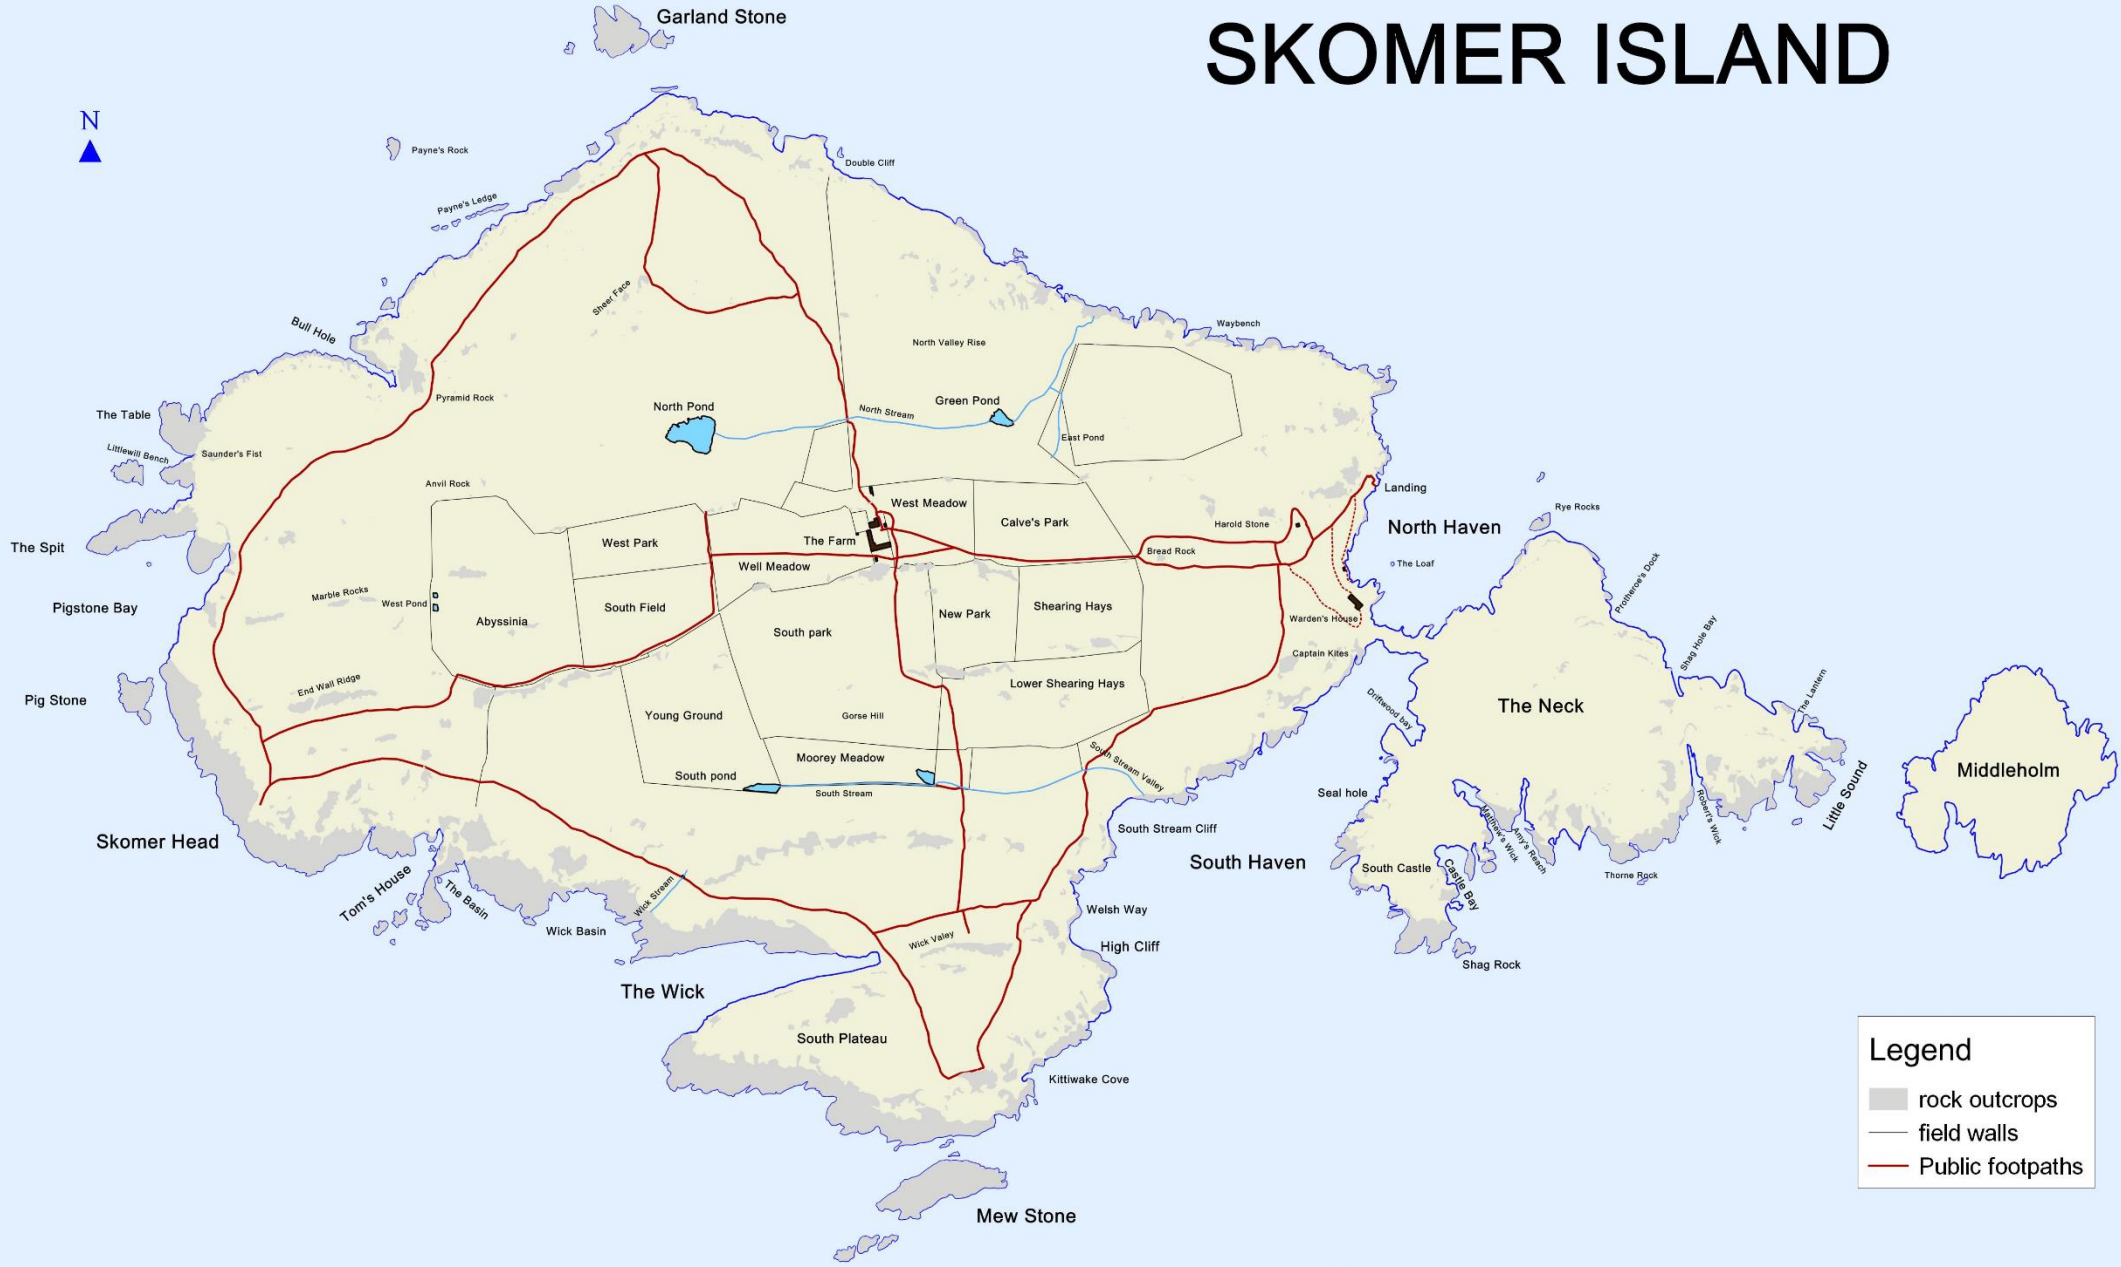 Garland Stone
SKOMER ISLAND
N
Payne's Rock
Double Cliff
Payne's Ledge
Sheer Face
Bull Hole
Waybench
North Valley Rise
Pyramid Rock
The Table
North Pond
North Stream
Green Pond
East Pond
Littlewill Bench
Saunder's Fist
Anvil Rock
Landing
West Meadow
Calve's Park
Harold Stone
North Haven
Rye Rocks
The Spit
West Park
The Farm
Bread Rock
The Loaf
Well Meadow
Protheroe's Dock
Marble Rocks
West Pond
Pigstone Bay
Abyssinia
South Field
South park
New Park
Shearing Hays
Warden's House
Captain Kites
Shag Hole Bay
Pig Stone
End Wall Ridge
Lower Shearing Hays
Driftwood bay
The Neck
The Lantern
Young Ground
Gorse Hill
Moorey Meadow
South pond
South Stream
South Stream Valley
Seal hole
Middleholm
Little Sound
Robert's Wick
Matthew's Wick
Amy's Reach
Skomer Head
South Stream Cliff
South Haven
South Castle
Castle Bay
Thorne Rock
Tom's House
The Basin
Wick Stream
Wick Basin
Wick Valey
Welsh Way
High Cliff
Shag Rock
The Wick
South Plateau
Kittiwake Cove
Mew Stone
Legend
rock outcrops
field walls
Public footpaths